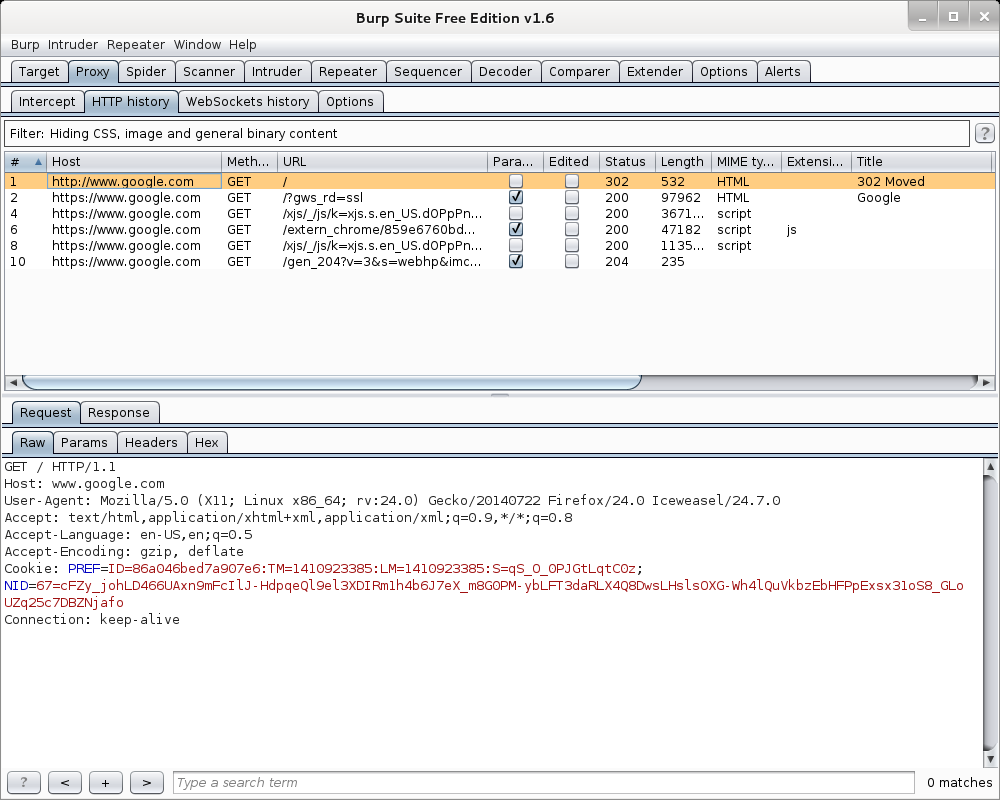 Burp Suite Free Edition v1.6
Burp Intruder Repeater Window Help
Target Proxy Spider Scanner Intruder Repeater Sequencer Decoder Comparer Extender Options Alerts
Intercept HTTP history WebSockets history Options
Filter: Hiding CSS, image and general binary content ?
# Host Meth... URL Para... Edited Status Length MIME ty... Extensi... Title
1 http://www.google.com GET / 302 532 HTML 302 Moved
2 https://www.google.com GET /?gws_rd=ssl 200 97962 HTML Google
4 https://www.google.com GET /xjs/_/js/k=xjs.s.en_US.dOPpPn... 200 3671... script
6 https://www.google.com GET /extern_chrome/859e6760bd... 200 47182 script js
8 https://www.google.com GET /xjs/_/js/k=xjs.s.en_US.dOPpPn... 200 1135... script
10 https://www.google.com GET /gen_204?v=3&s=webhp&imc... 204 235
Request Response
Raw Params Headers Hex
GET / HTTP/1.1
Host: www.google.com
User-Agent: Mozilla/5.0 (X11; Linux x86_64; rv:24.0) Gecko/20140722 Firefox/24.0 Iceweasel/24.7.0
Accept: text/html,application/xhtml+xml,application/xml;q=0.9,*/*;q=0.8
Accept-Language: en-US,en;q=0.5
Accept-Encoding: gzip, deflate
Cookie: PREF=ID=86a046bed7a907e6:TM=1410923385:LM=1410923385:S=qS_O_OPJGtLqtC0z;
NID=67=cFZy_johLD466UAxn9mFcIlJ-HdpqeQl9el3XDIRm1h4b6J7eX_m8GOPM-ybLFT3daRLX4Q8DwsLHslsOXG-Wh4lQuVkbzEbHFPpExsx31oS8_GLo
UZq25c7DBZNjafo
Connection: keep-alive
? < + > Type a search term 0 matches